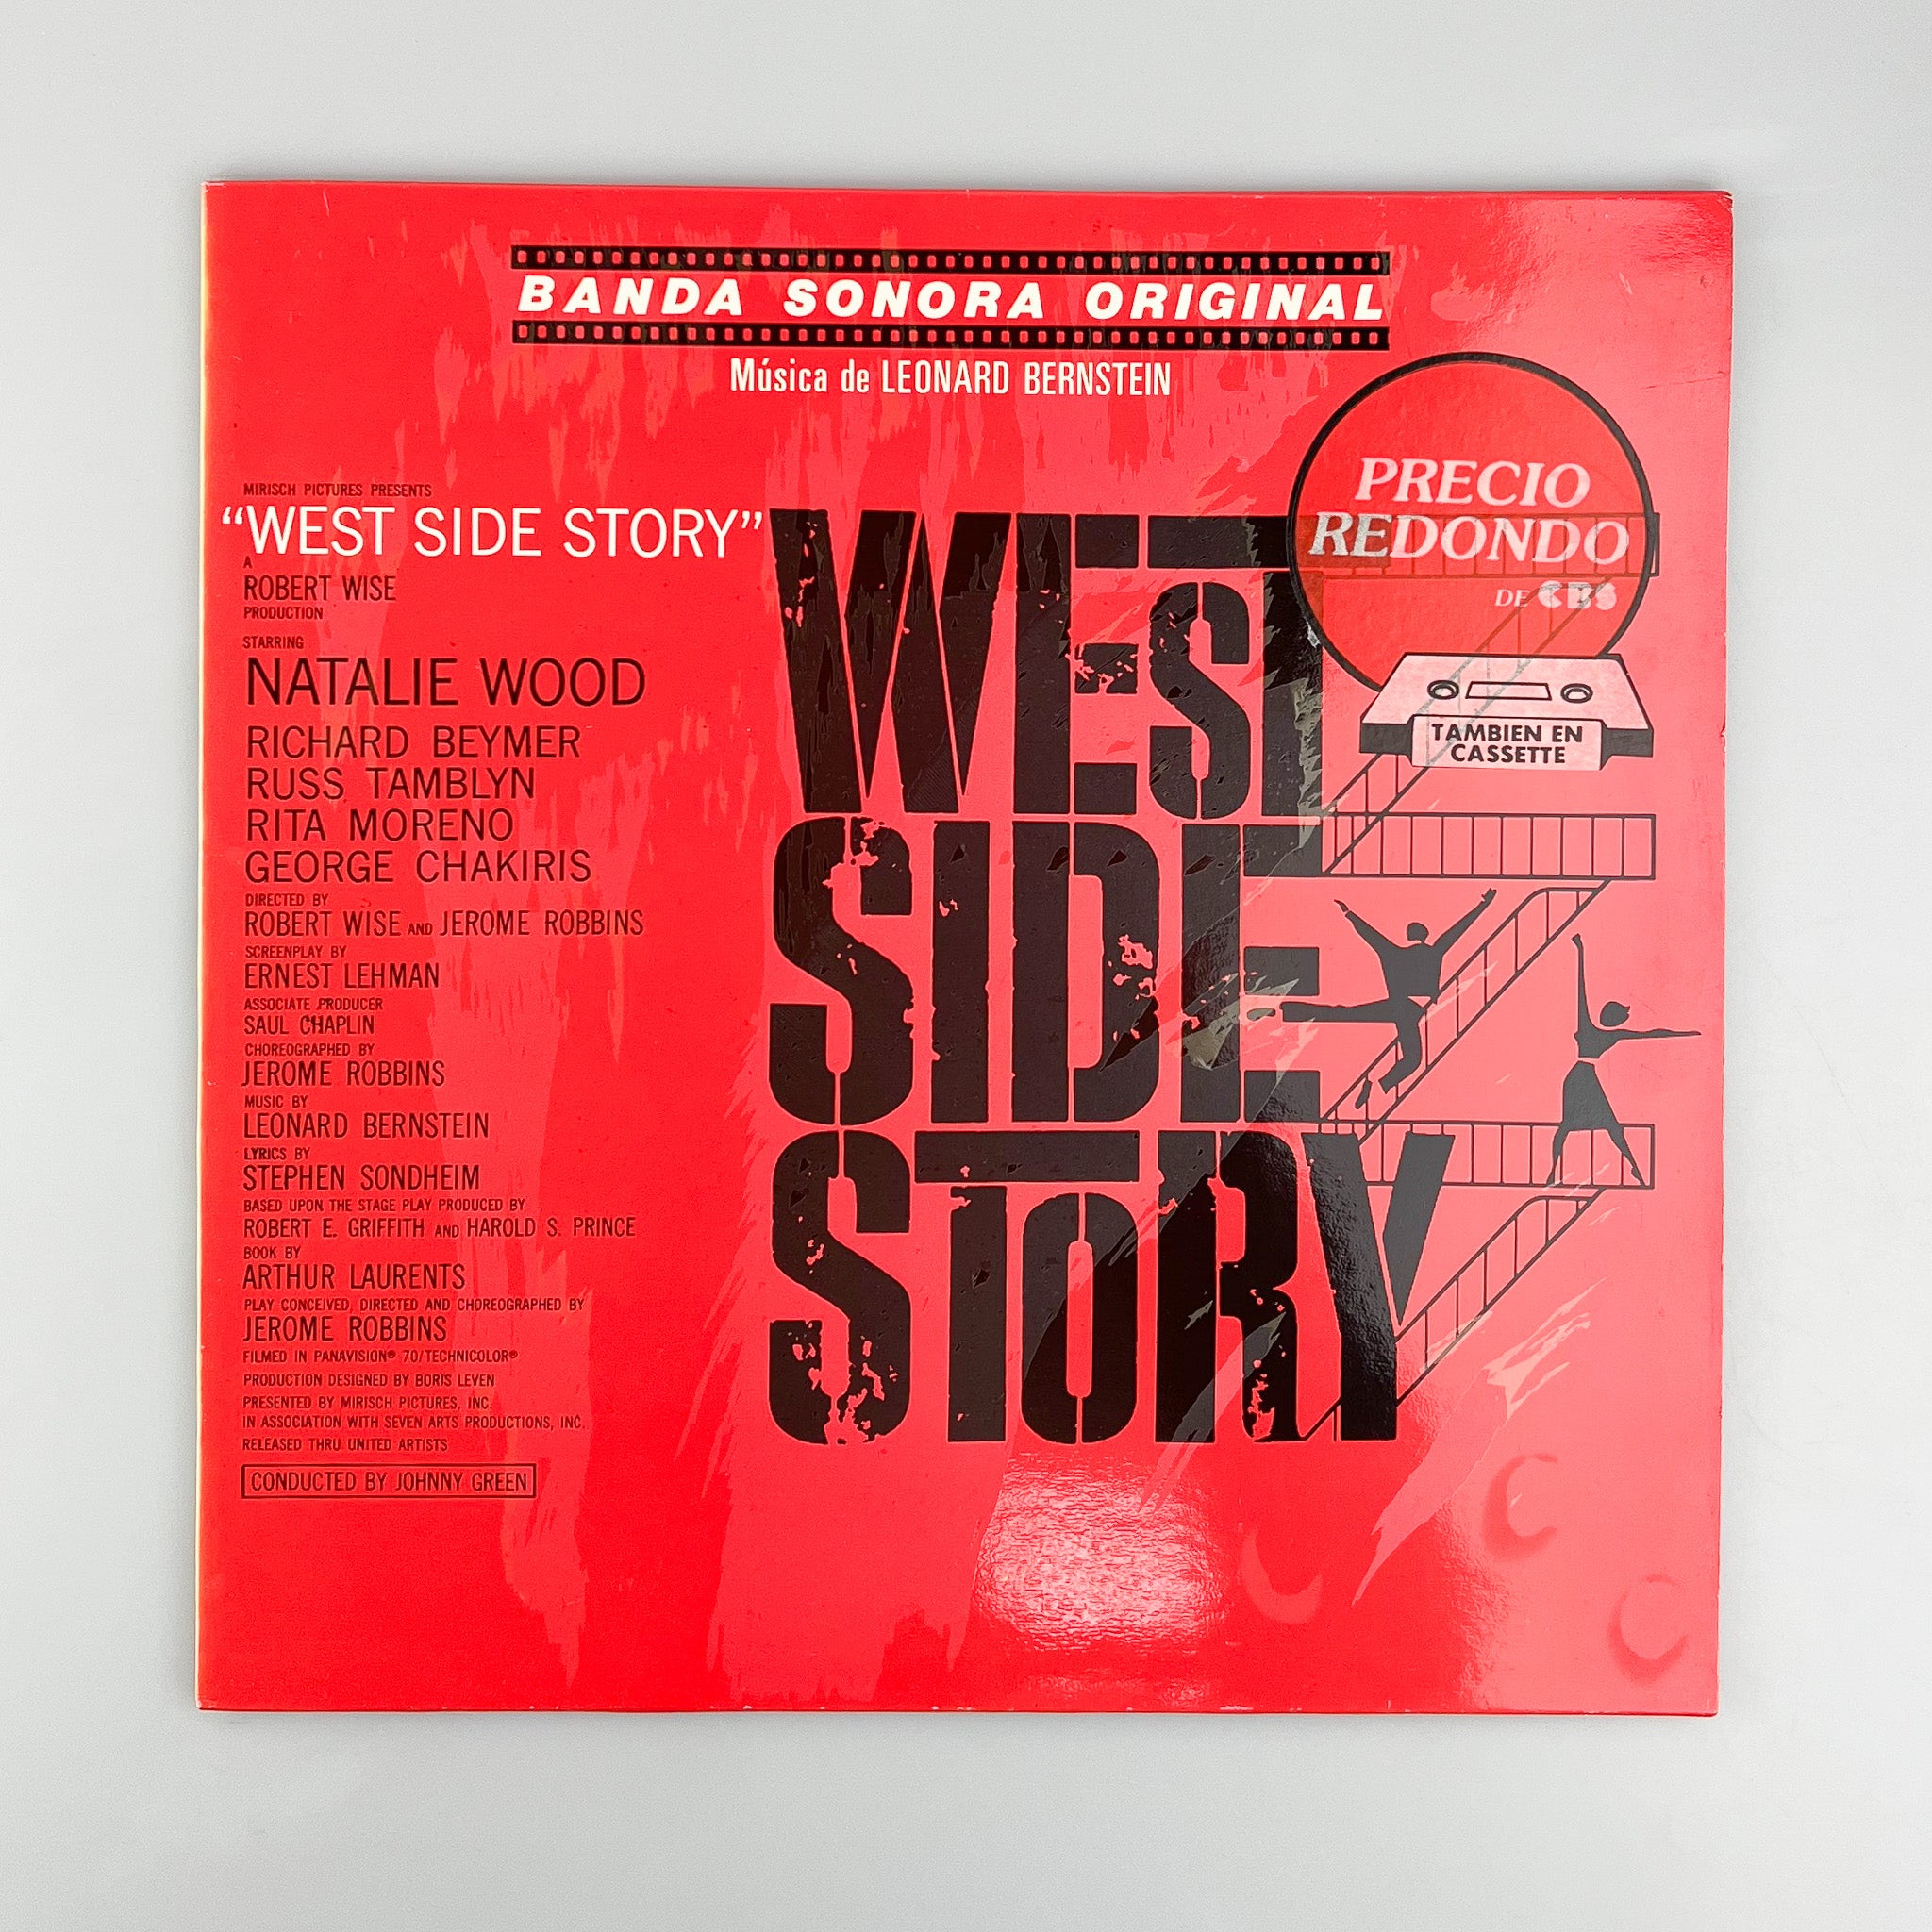 BANDA SONORA ORIGINAL
Música de LEONARD BERNSTEIN
PRECIO
REDONDO
DE CBS
TAMBIEN EN
CASSETTE
MIRISCH PICTURES PRESENTS
“WEST SIDE STORY”
A
ROBERT WISE
PRODUCTION
STARRING
NATALIE WOOD
RICHARD BEYMER
RUSS TAMBLYN
RITA MORENO
GEORGE CHAKIRIS
DIRECTED BY
ROBERT WISE AND JEROME ROBBINS
SCREENPLAY BY
ERNEST LEHMAN
ASSOCIATE PRODUCER
SAUL CHAPLIN
CHOREOGRAPHED BY
JEROME ROBBINS
MUSIC BY
LEONARD BERNSTEIN
LYRICS BY
STEPHEN SONDHEIM
BASED UPON THE STAGE PLAY PRODUCED BY
ROBERT E. GRIFFITH AND HAROLD S. PRINCE
BOOK BY
ARTHUR LAURENTS
PLAY CONCEIVED, DIRECTED AND CHOREOGRAPHED BY
JEROME ROBBINS
FILMED IN PANAVISION® 70/TECHNICOLOR®
PRODUCTION DESIGNED BY BORIS LEVEN
PRESENTED BY MIRISCH PICTURES, INC.
IN ASSOCIATION WITH SEVEN ARTS PRODUCTIONS, INC.
RELEASED THRU UNITED ARTISTS
CONDUCTED BY JOHNNY GREEN
WEST
SIDE
STORY